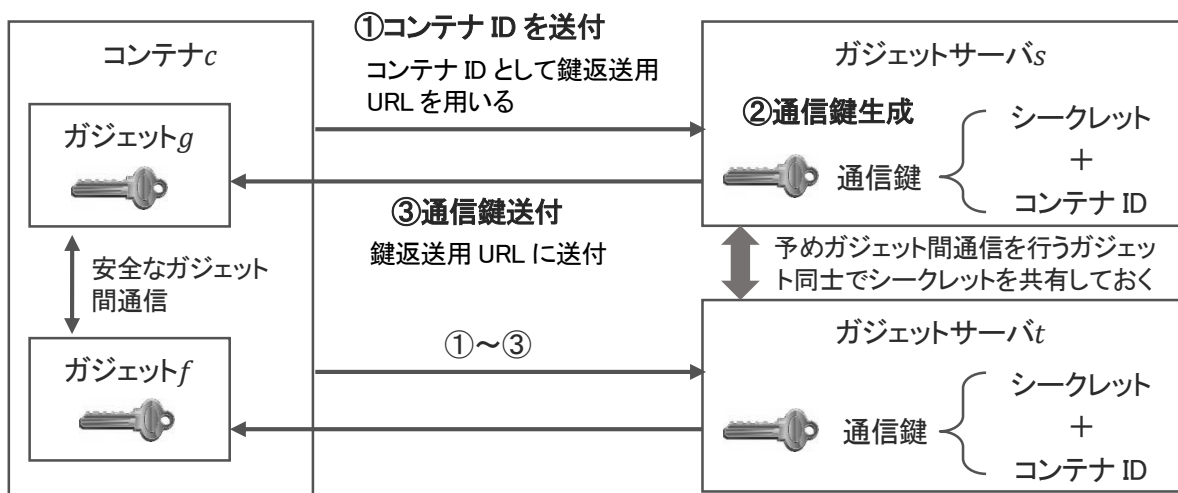 コンテナc
①コンテナ ID を送付
コンテナ ID として鍵返送用
URL を用いる
ガジェットサーバs
②通信鍵生成
シークレット
+
コンテナ ID
通信鍵
ガジェットg
③通信鍵送付
鍵返送用 URL に送付
安全なガジェット
間通信
予めガジェット間通信を行うガジェッ
ト同士でシークレットを共有しておく
①~③
ガジェットf
ガジェットサーバt
通信鍵
シークレット
+
コンテナ ID